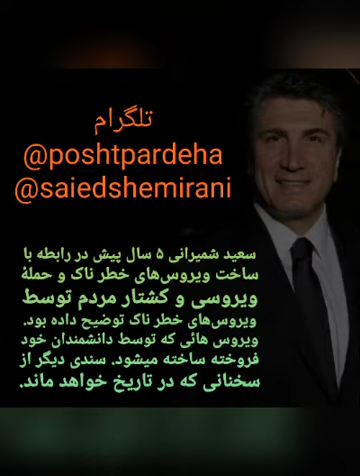 تلگرام
@poshtpardeha
@saiedshemirani
سعید شمیرانی ۵ سال پیش در رابطه با
ساخت ویروس‌های خطر ناک و حملهٔ
ویروسی و کشتار مردم توسط
ویروس‌های خطر ناک توضیح داده بود.
ویروس هائی که توسط دانشمندان خود
فروخته ساخته میشود. سندی دیگر از
سخنانی که در تاریخ خواهد ماند.